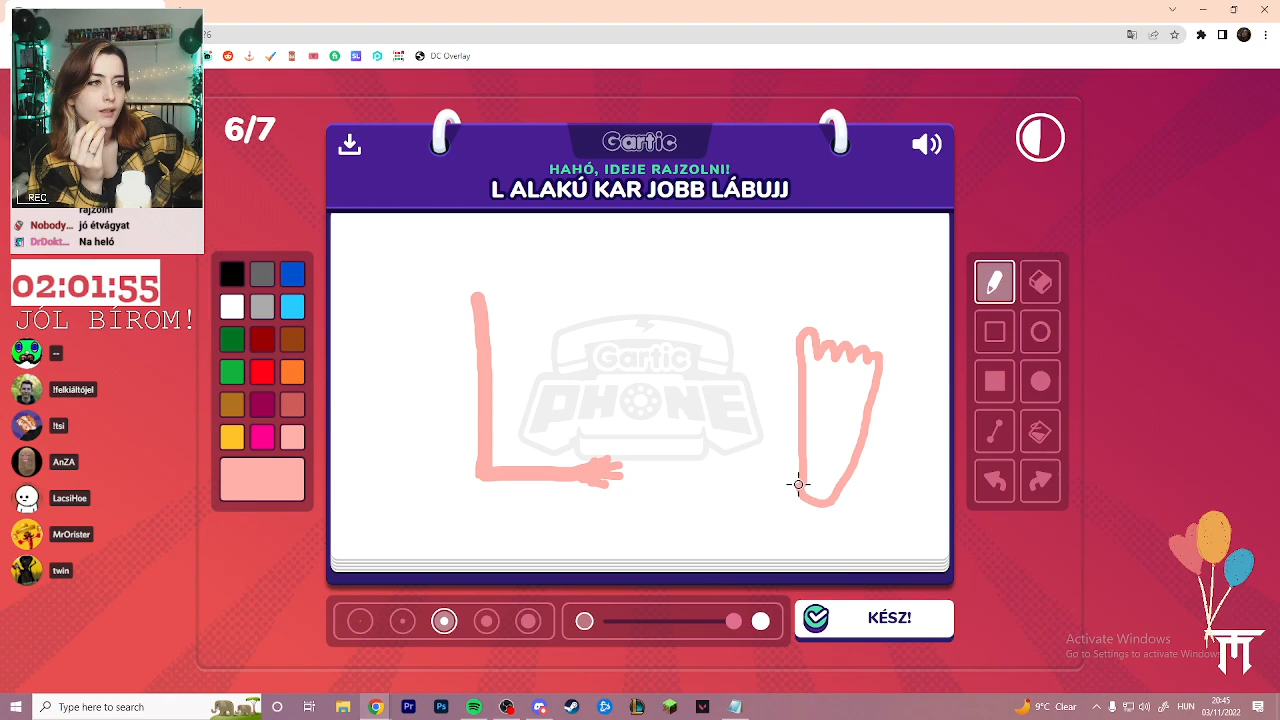 DC Overlay
6/7
Gartic
HAHÓ, IDEJE RAJZOLNI!
L ALAKÚ KAR JOBB LÁBUJJ
REC
rajzolni
Nobody... jó étvágyat
DrDokt... Na heló
02:01:55
JÓL BÍROM!
--
!felkiáltójel
!tsi
AnZA
LacsiHoe
MrOrister
twin
Gartic
PHONE
KÉSZ!
Activate Windows
Go to Settings to activate Windows.
Type here to search
9°C Clear
HUN
20:45
03/11/2022